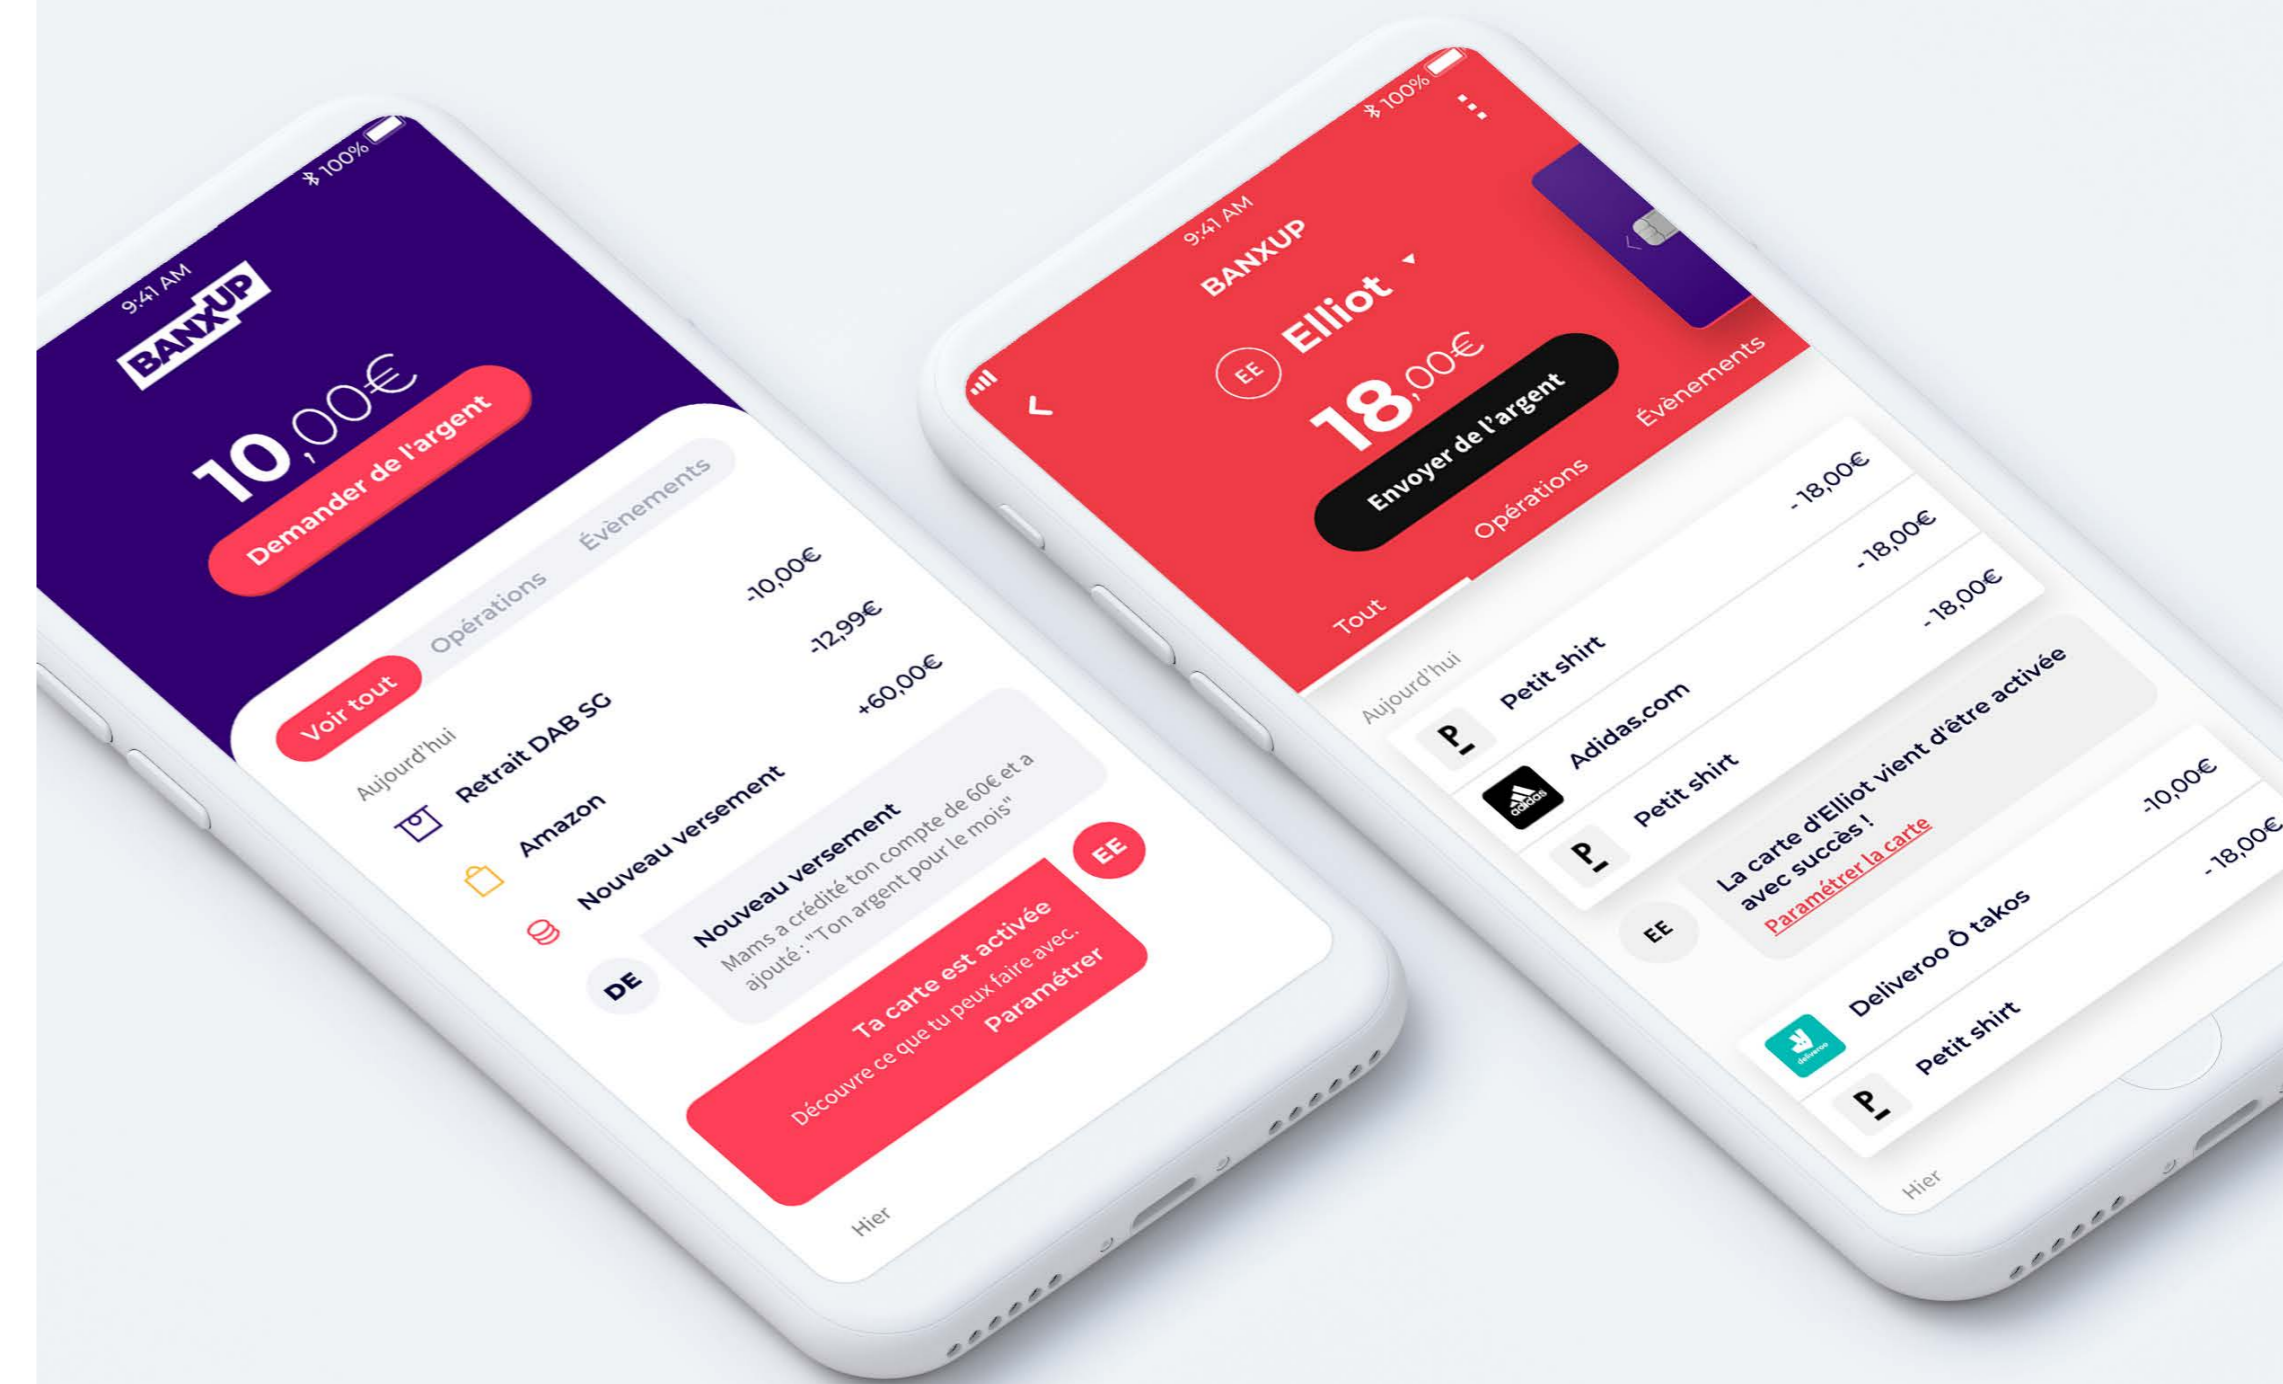 9:41 AM
100%
BANXUP
10,00€
Demander de l'argent
Voir tout
Opérations
Évènements
Aujourd'hui
Retrait DAB SG
-10,00€
Amazon
-12,99€
Nouveau versement
+60,00€
DE
Nouveau versement
Mams a crédité ton compte de 60€ et a
ajouté : "Ton argent pour le mois"
EE
Ta carte est activée
Découvre ce que tu peux faire avec.
Paramétrer
Hier
9:41 AM
100%
BANXUP
EE
Elliot
18,00€
Envoyer de l'argent
Tout
Opérations
Évènements
Aujourd'hui
P
Petit shirt
- 18,00€
adidas
Adidas.com
- 18,00€
P
Petit shirt
- 18,00€
EE
La carte d'Elliot vient d'être activée
avec succès !
Paramétrer la carte
deliveroo
Deliveroo Ô takos
-10,00€
P
Petit shirt
- 18,00€
Hier